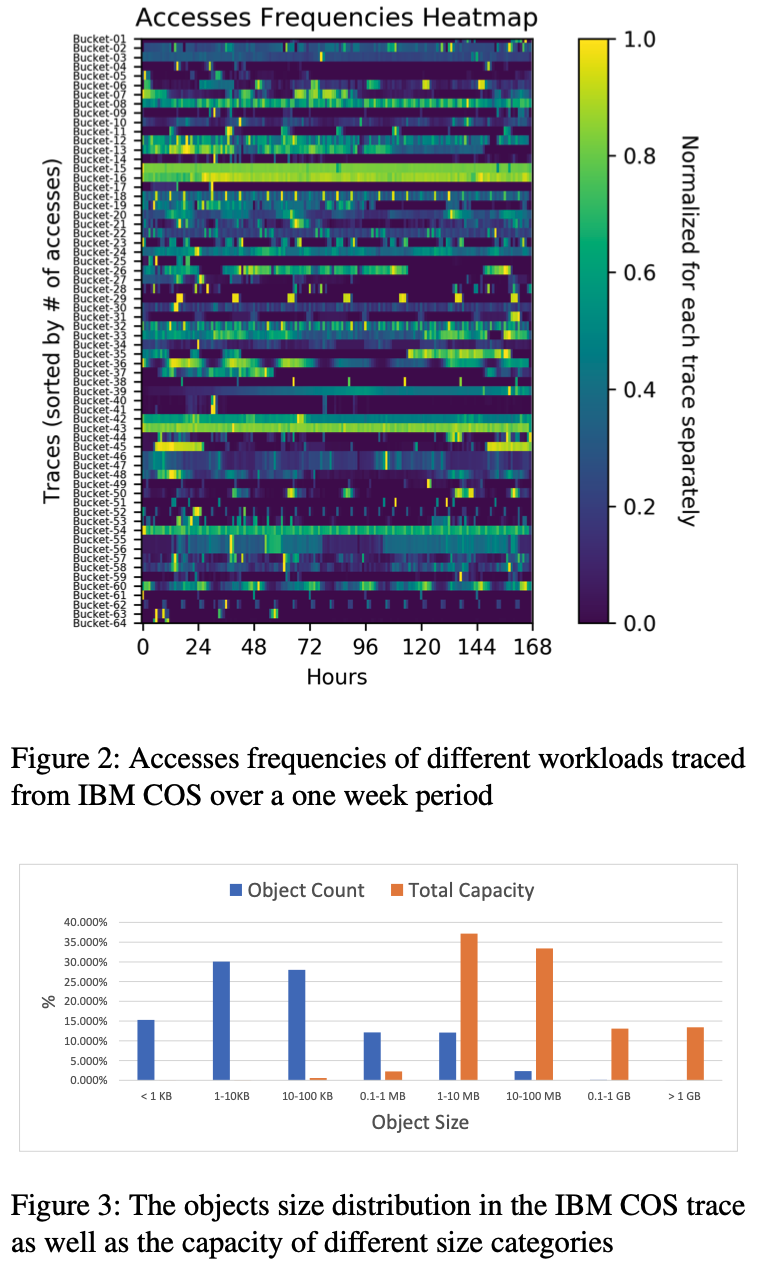 Accesses Frequencies Heatmap
Traces (sorted by # of accesses)
Bucket-01
Bucket-02
Bucket-03
Bucket-04
Bucket-05
Bucket-06
Bucket-07
Bucket-08
Bucket-09
Bucket-10
Bucket-11
Bucket-12
Bucket-13
Bucket-14
Bucket-15
Bucket-16
Bucket-17
Bucket-18
Bucket-19
Bucket-20
Bucket-21
Bucket-22
Bucket-23
Bucket-24
Bucket-25
Bucket-26
Bucket-27
Bucket-28
Bucket-29
Bucket-30
Bucket-31
Bucket-32
Bucket-33
Bucket-34
Bucket-35
Bucket-36
Bucket-37
Bucket-38
Bucket-39
Bucket-40
Bucket-41
Bucket-42
Bucket-43
Bucket-44
Bucket-45
Bucket-46
Bucket-47
Bucket-48
Bucket-49
Bucket-50
Bucket-51
Bucket-52
Bucket-53
Bucket-54
Bucket-55
Bucket-56
Bucket-57
Bucket-58
Bucket-59
Bucket-60
Bucket-61
Bucket-62
Bucket-63
Bucket-64
0 24 48 72 96 120 144 168
Hours
1.0
0.8
0.6
0.4
0.2
0.0
Normalized for each trace separately
Figure 2: Accesses frequencies of different workloads traced
from IBM COS over a one week period
Object Count Total Capacity
%
40.000%
35.000%
30.000%
25.000%
20.000%
15.000%
10.000%
5.000%
0.000%
< 1 KB 1-10KB 10-100 KB 0.1-1 MB 1-10 MB 10-100 MB 0.1-1 GB > 1 GB
Object Size
Figure 3: The objects size distribution in the IBM COS trace
as well as the capacity of different size categories